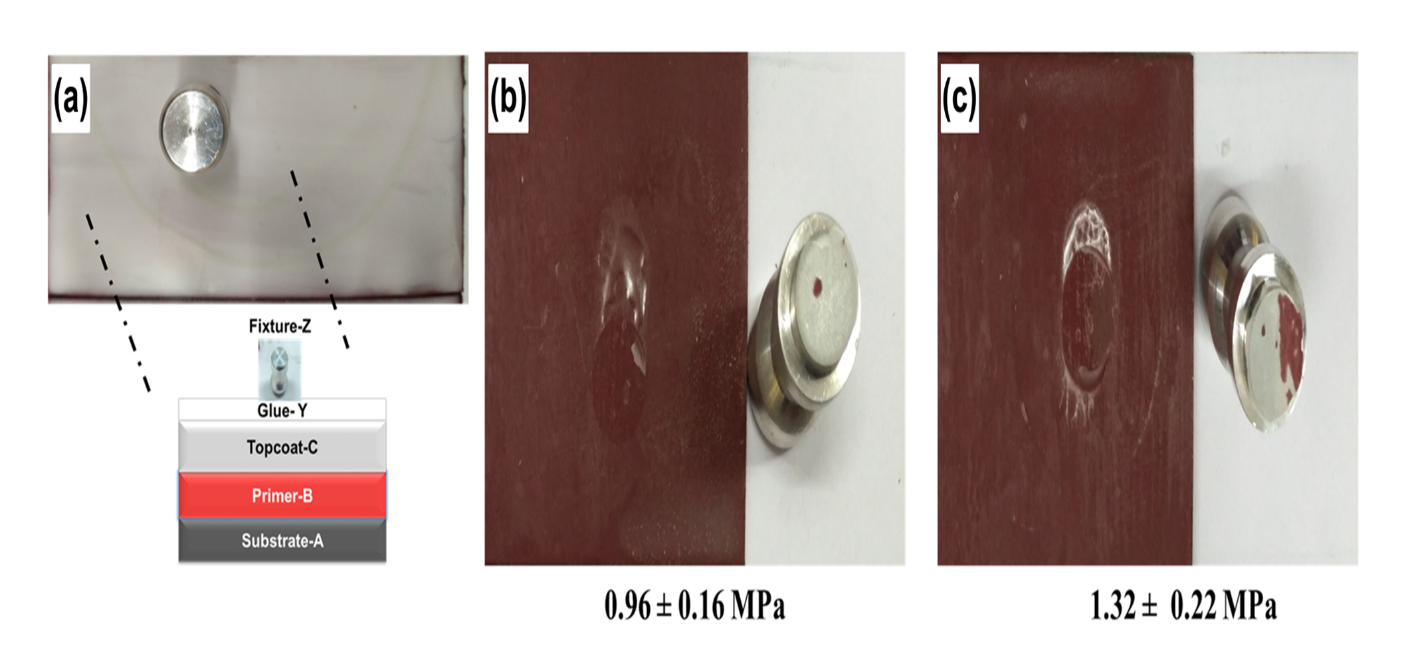 (a)
(b)
(c)
Fixture-Z
Glue- Y
Topcoat-C
Primer-B
Substrate-A
0.96 ± 0.16 MPa
1.32 ± 0.22 MPa